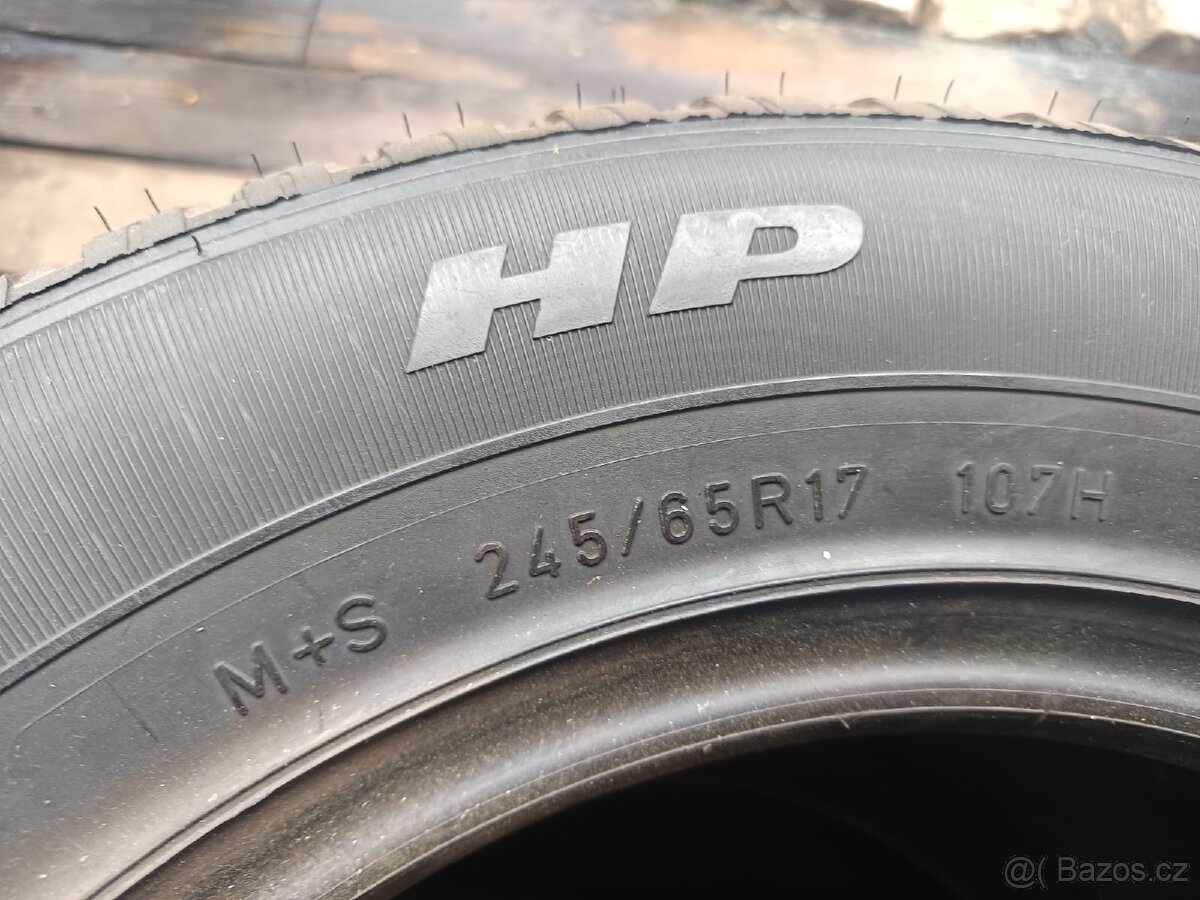 HP
M+S 245/65R17 107H
@( Bazos.cz